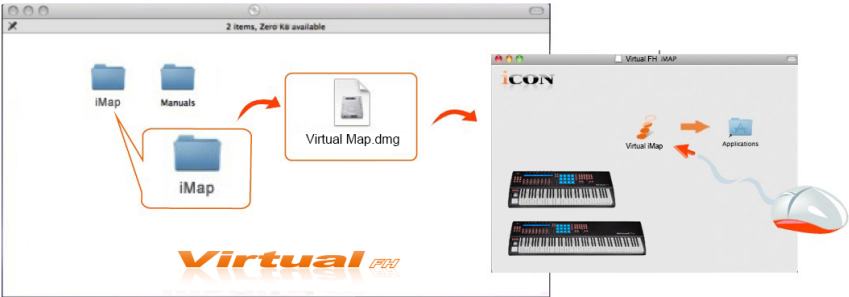 2 items, Zero KB available
iMap
Manuals
iMap
Virtual Map.dmg
Virtual FH
Virtual FH iMAP
iCON
Virtual iMap
Applications